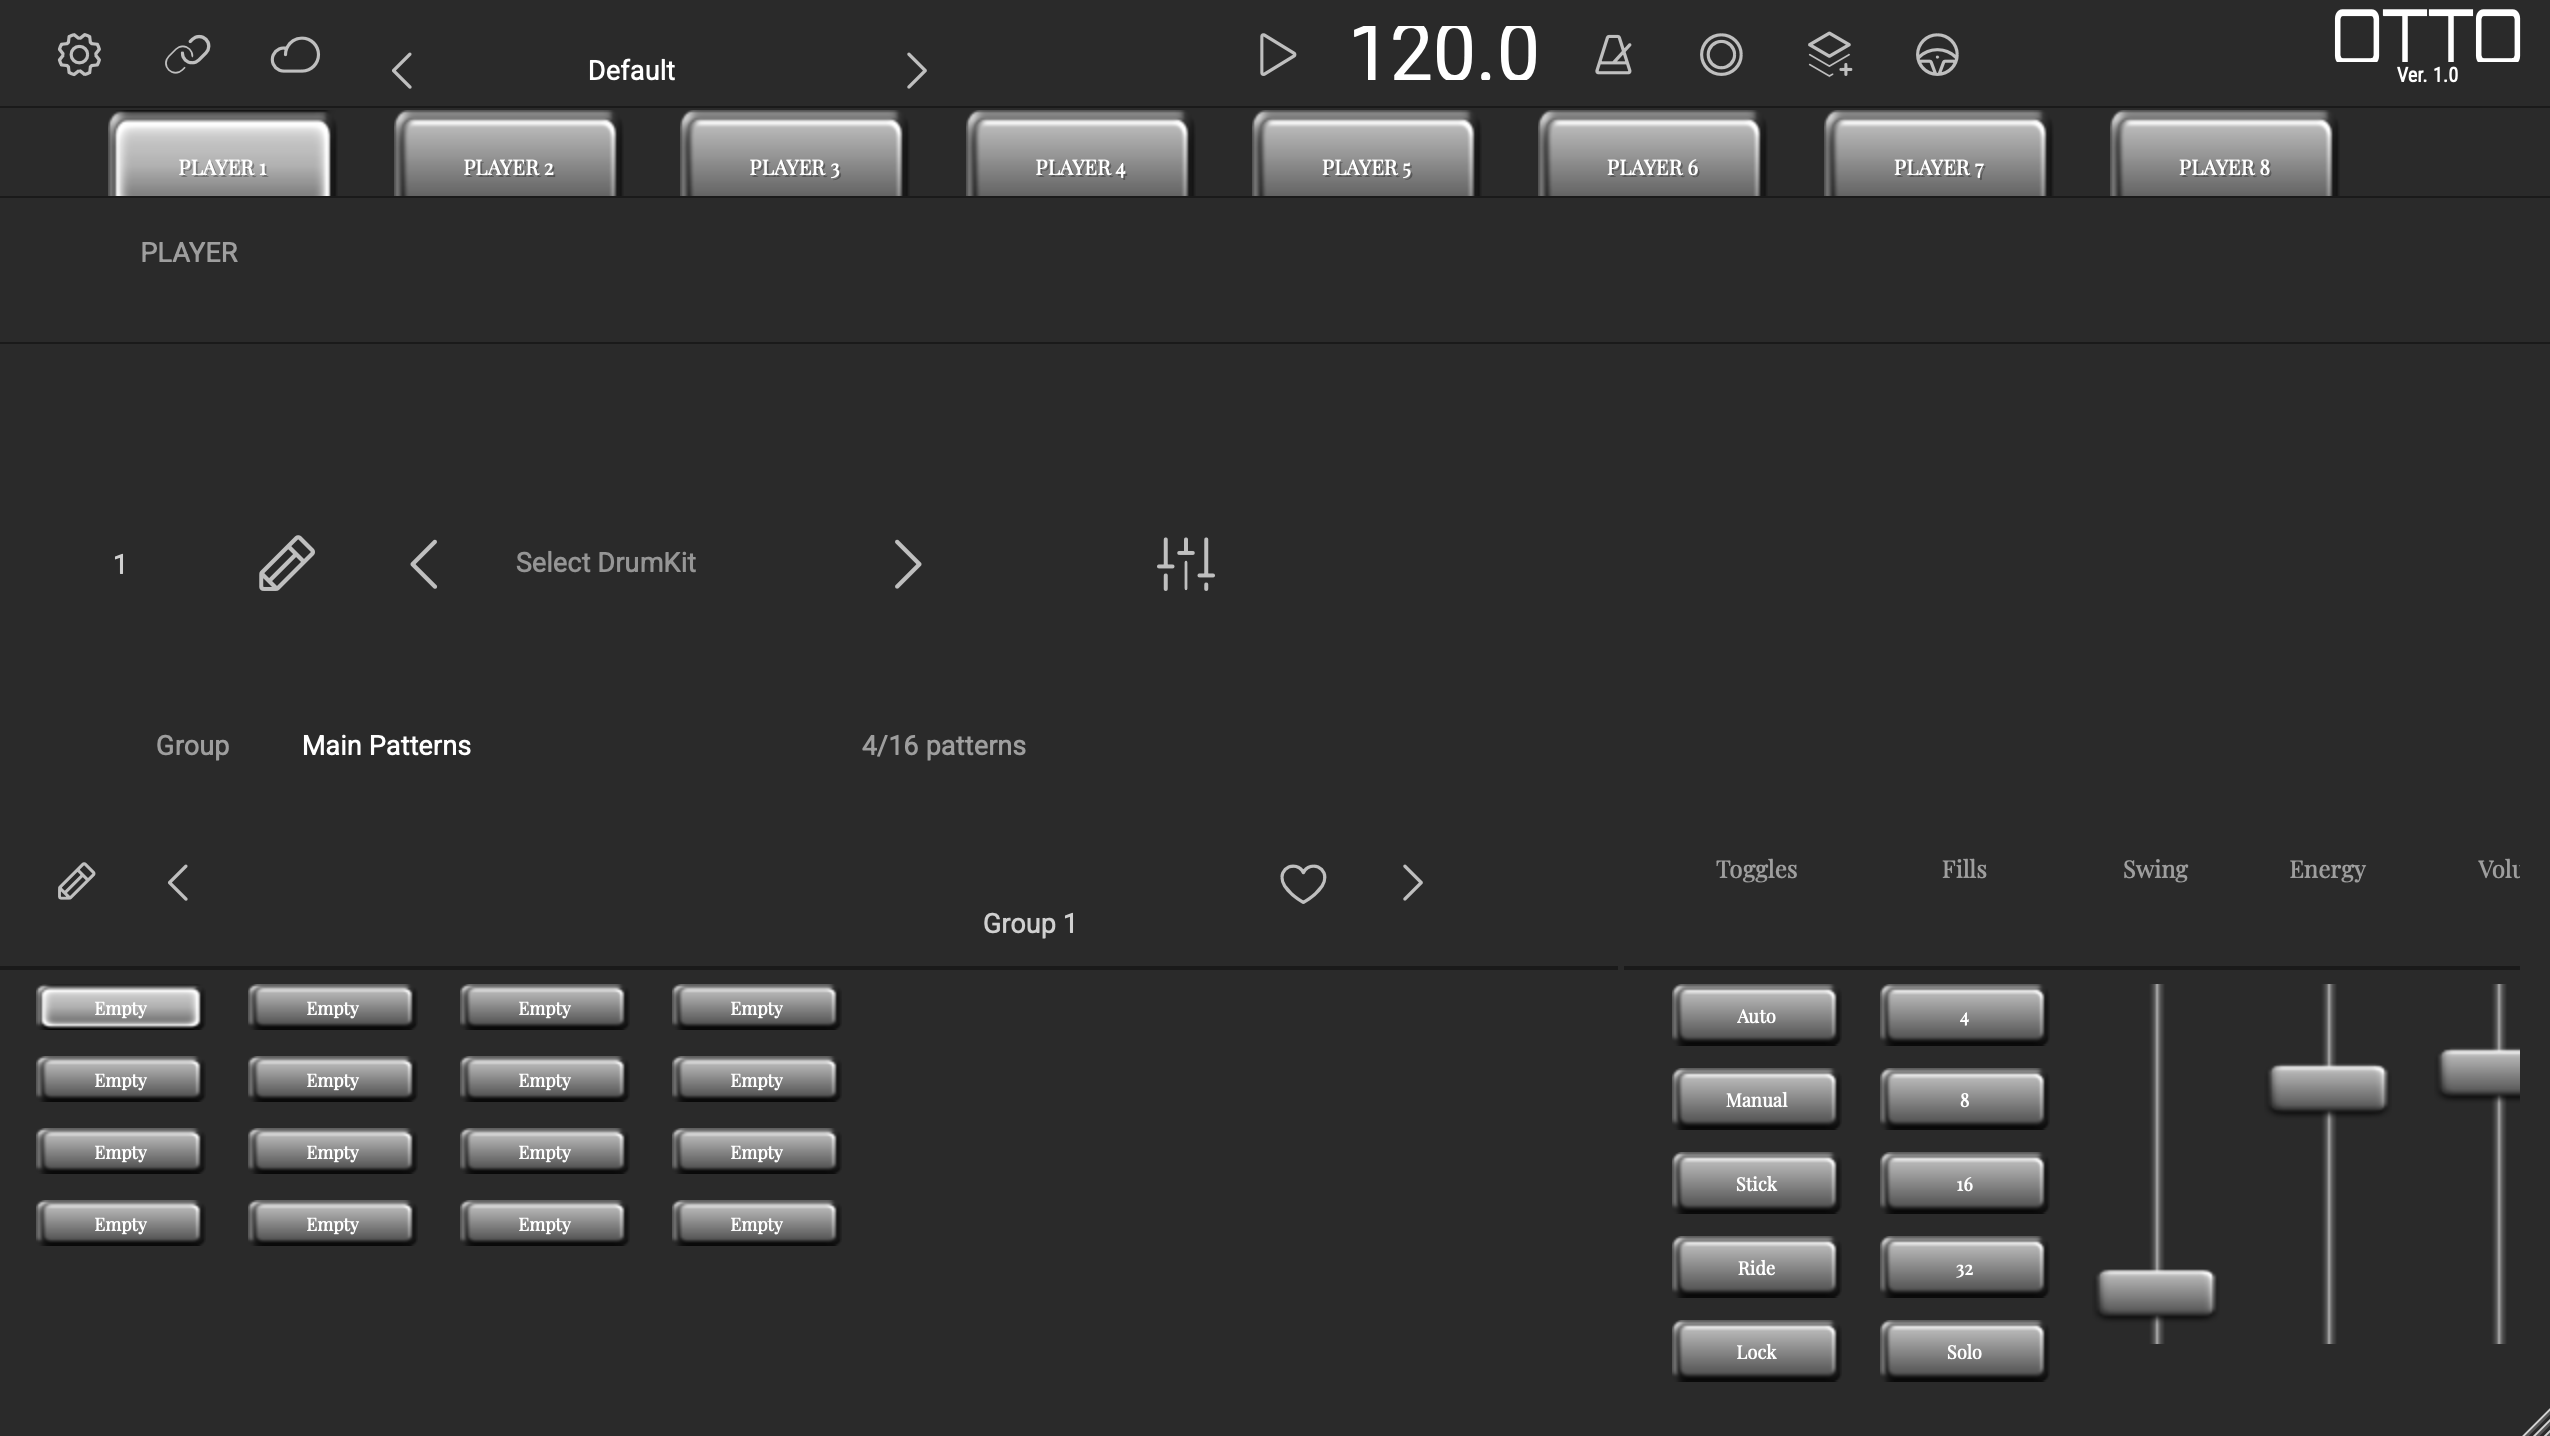 Default
120.0
OTTO
Ver. 1.0
PLAYER 1
PLAYER 2
PLAYER 3
PLAYER 4
PLAYER 5
PLAYER 6
PLAYER 7
PLAYER 8
PLAYER
1
Select DrumKit
Group
Main Patterns
4/16 patterns
Group 1
Toggles
Fills
Swing
Energy
Volu
Empty Empty Empty Empty
Empty Empty Empty Empty
Empty Empty Empty Empty
Empty Empty Empty Empty
Auto 4
Manual 8
Stick 16
Ride 32
Lock Solo